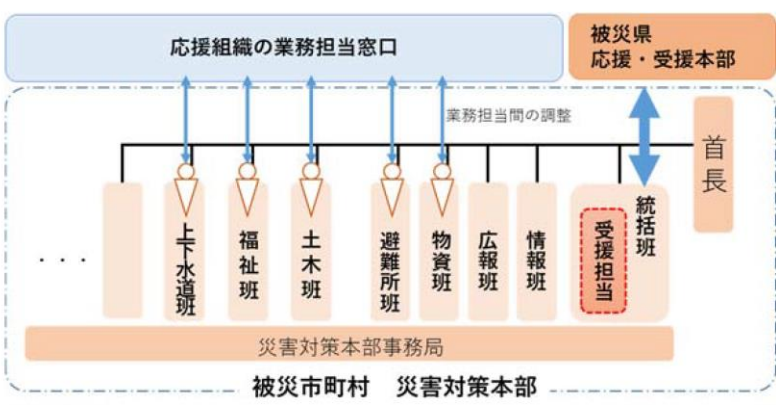 応援組織の業務担当窓口
被災県
応援・受援本部
業務担当間の調整
首長
・・・
上下水道班
福祉班
土木班
避難所班
物資班
広報班
情報班
受援担当
統括班
災害対策本部事務局
被災市町村 災害対策本部